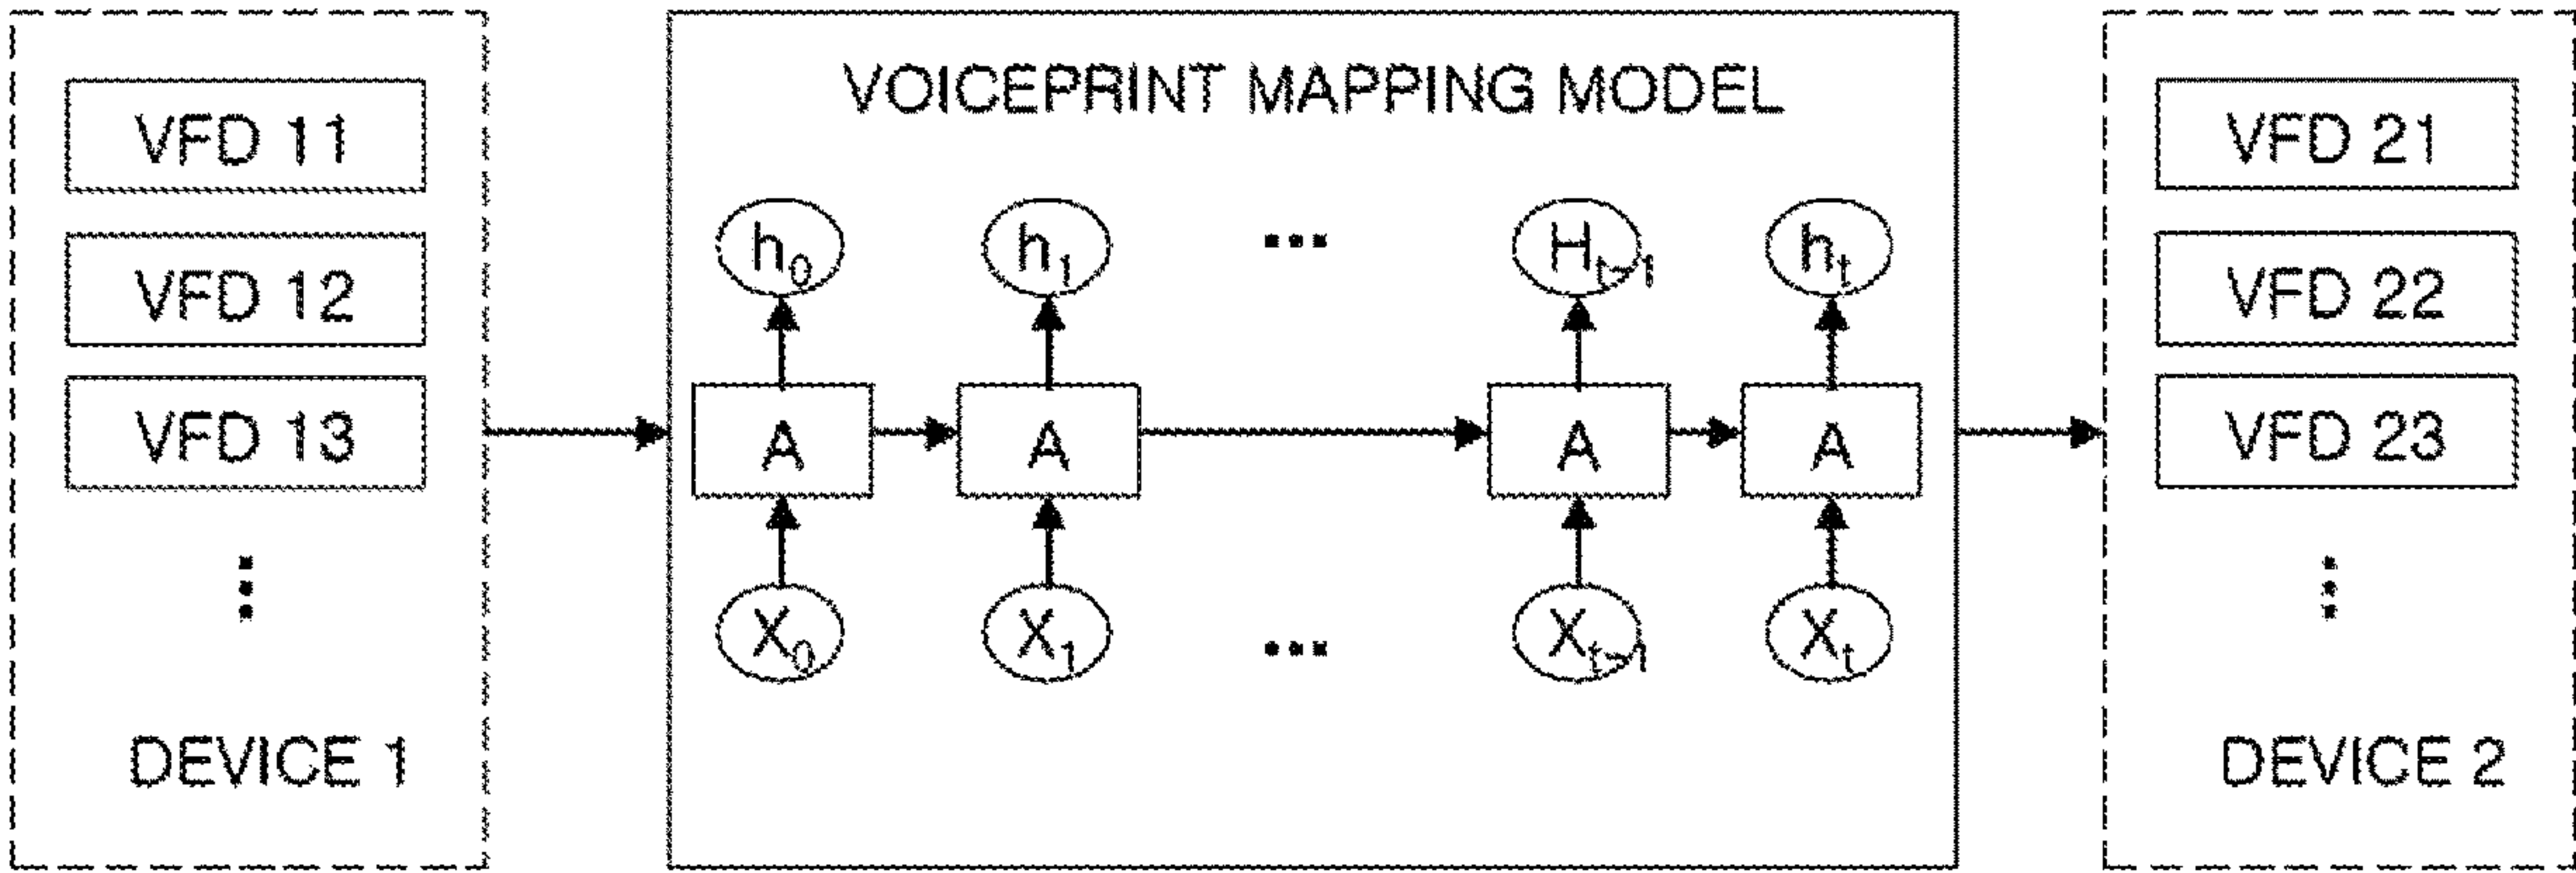 VFD 11
VFD 12
VFD 13
⋮
DEVICE 1
VOICEPRINT MAPPING MODEL
h₀ h₁ ... Hₜ₋₁ hₜ
A A A A
X₀ X₁ ... Xₜ₋₁ Xₜ
VFD 21
VFD 22
VFD 23
⋮
DEVICE 2